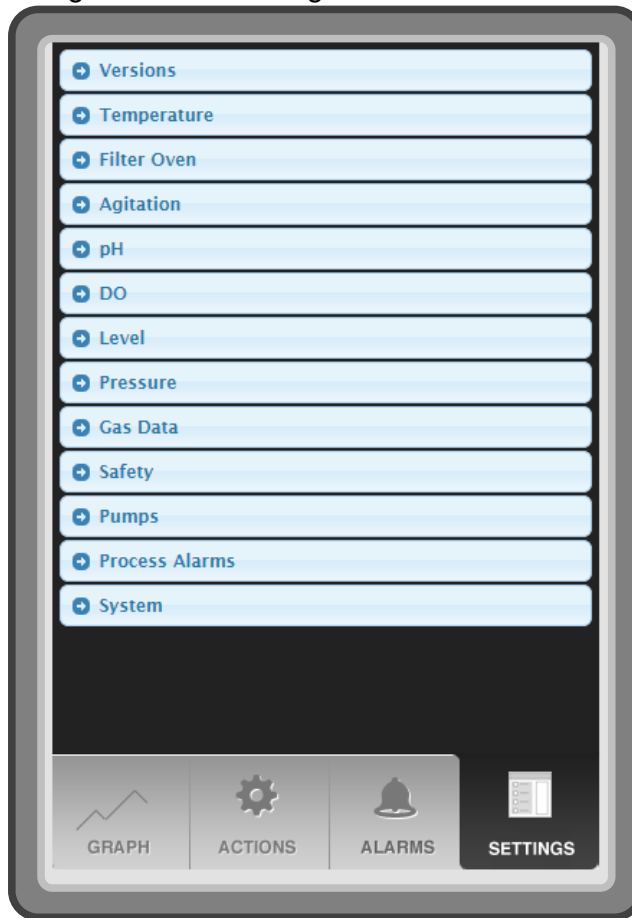 Versions
Temperature
Filter Oven
Agitation
pH
DO
Level
Pressure
Gas Data
Safety
Pumps
Process Alarms
System
GRAPH ACTIONS ALARMS SETTINGS